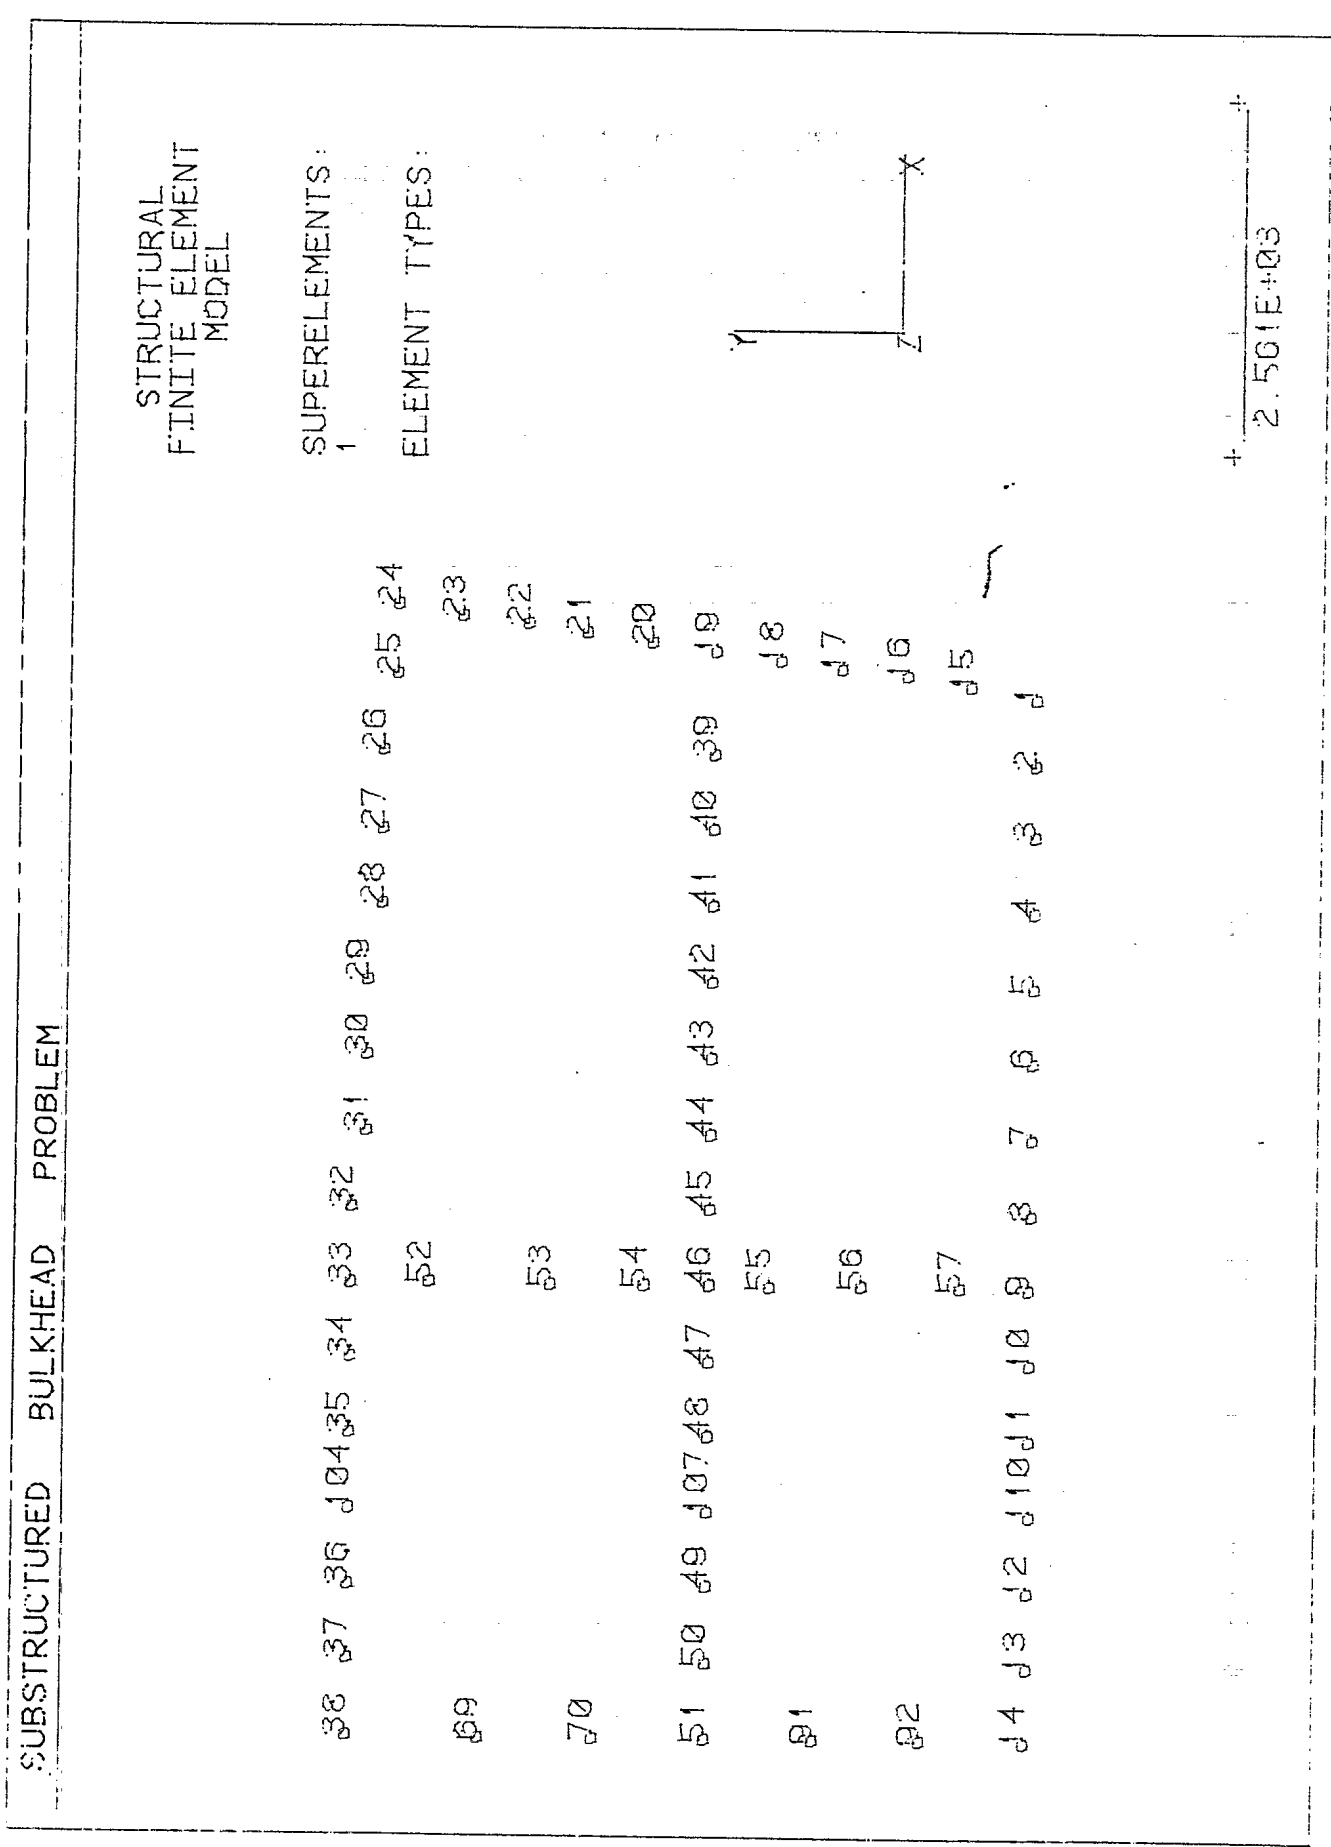 SUBSTRUCTURED BULKHEAD PROBLEM
STRUCTURAL
FINITE ELEMENT
MODEL
SUPERELEMENTS:
1
ELEMENT TYPES:
38 37 36 104 35 34 33 32 31 30 29 28 27 26 25 24
52
69 23
53 22
70 21
54 20
51 50 49 107 48 47 46 45 44 43 42 41 40 39 19
55 18
91 17
56
92 16
57 15
14 13 12 110 11 10 9 8 7 6 5 4 3 2 1
Y
Z X
2.561E+03